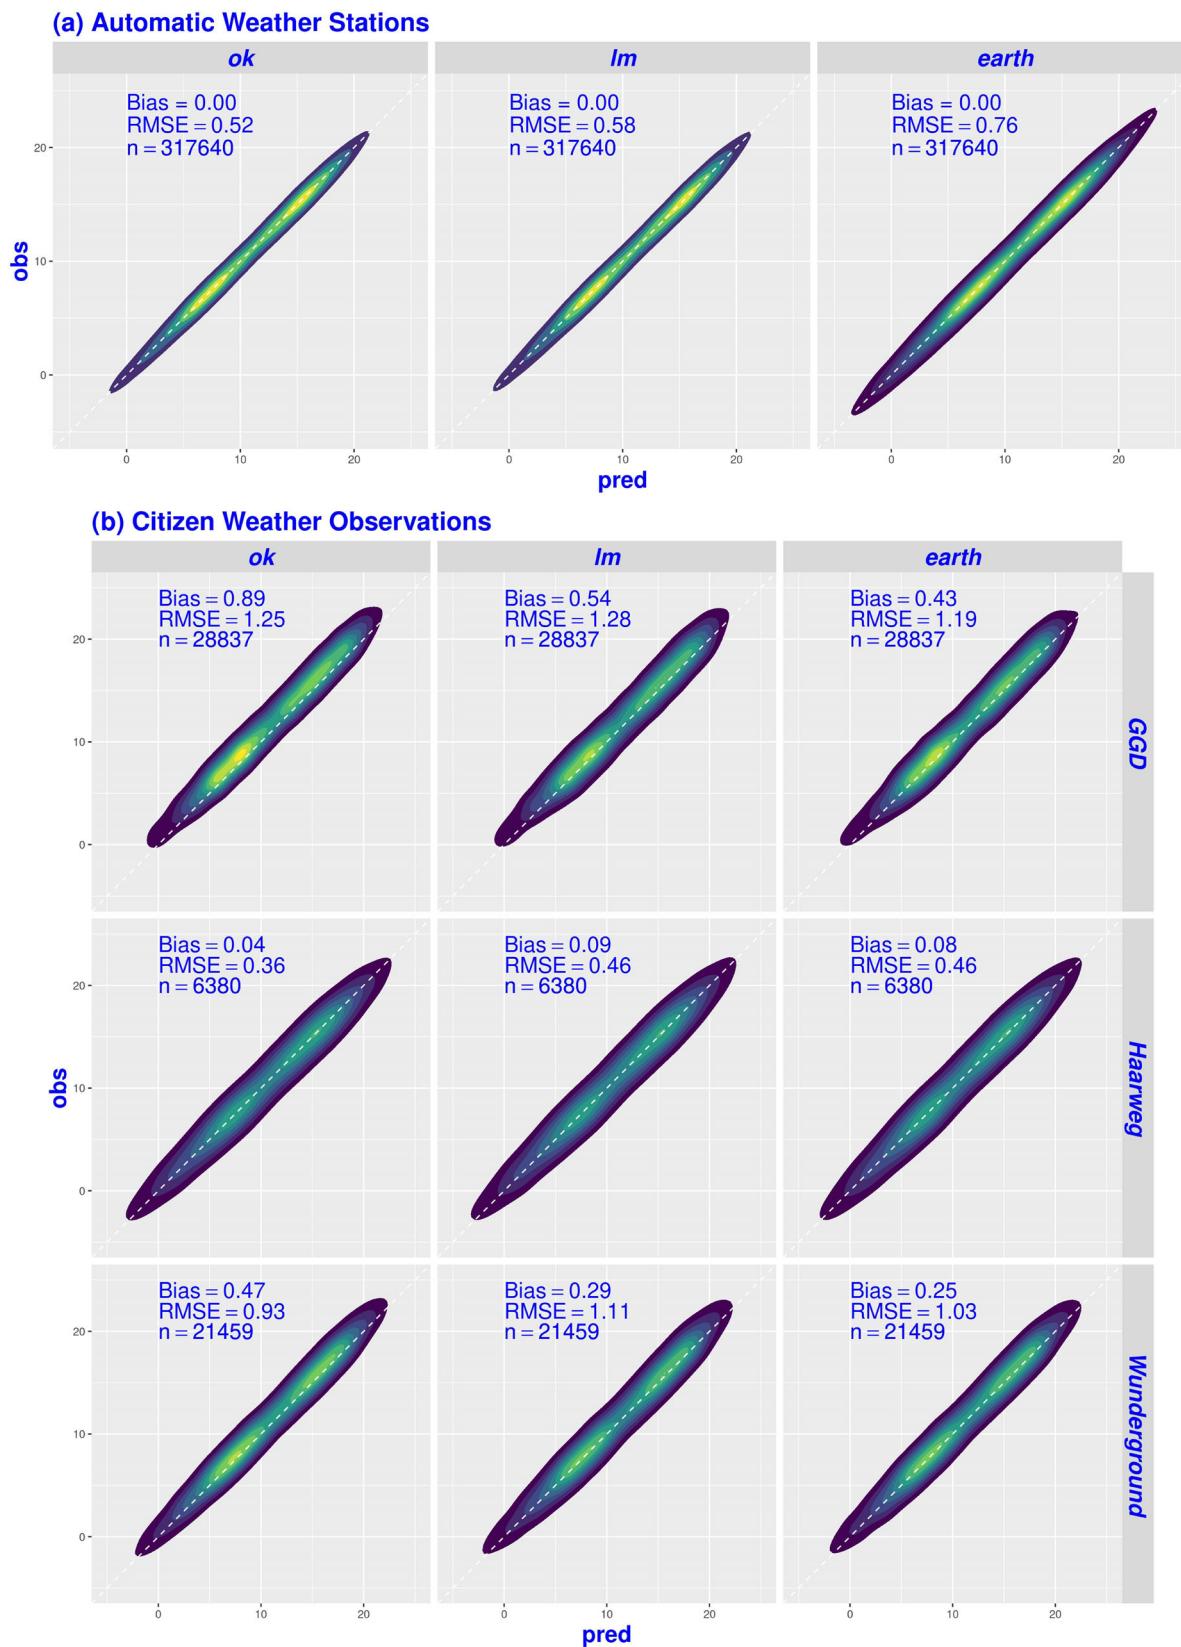 (a) Automatic Weather Stations
ok lm earth
Bias = 0.00 Bias = 0.00 Bias = 0.00
RMSE = 0.52 RMSE = 0.58 RMSE = 0.76
n = 317640 n = 317640 n = 317640
20
10
0
obs
0 10 20 0 10 20 0 10 20
pred
(b) Citizen Weather Observations
ok lm earth
Bias = 0.89 Bias = 0.54 Bias = 0.43
RMSE = 1.25 RMSE = 1.28 RMSE = 1.19
n = 28837 n = 28837 n = 28837
20
10
0
GGD
Bias = 0.04 Bias = 0.09 Bias = 0.08
RMSE = 0.36 RMSE = 0.46 RMSE = 0.46
n = 6380 n = 6380 n = 6380
20
10
0
obs
Haarweg
Bias = 0.47 Bias = 0.29 Bias = 0.25
RMSE = 0.93 RMSE = 1.11 RMSE = 1.03
n = 21459 n = 21459 n = 21459
20
10
0
Wunderground
0 10 20 0 10 20 0 10 20
pred